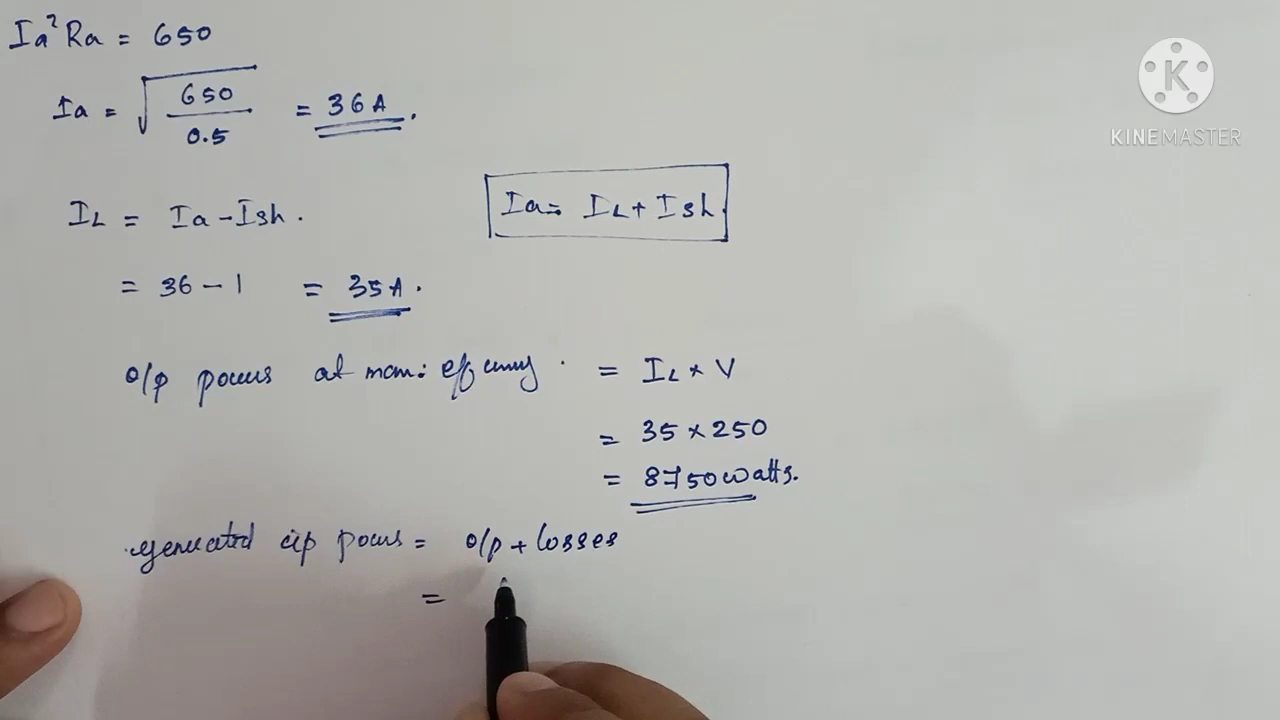 Ia²Ra = 650
Ia = √(650/0.5) = 36A.
IL = Ia - Ish.
Ia = IL + Ish.
= 36 - 1 = 35A.
o/p power at mam: efficiency = IL × V
= 35 × 250
= 8750 watts.
generated i/p power = o/p + losses
=
K
KINEMASTER